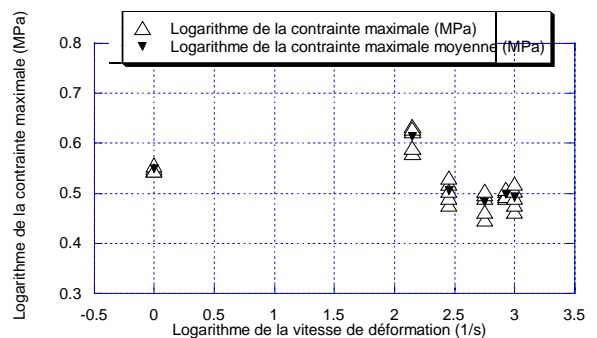 Logarithme de la contrainte maximale (MPa)
Logarithme de la contrainte maximale moyenne (MPa)
Logarithme de la contrainte maximale (MPa)
0.8
0.7
0.6
0.5
0.4
0.3
-0.5 0 0.5 1 1.5 2 2.5 3 3.5
Logarithme de la vitesse de déformation (1/s)